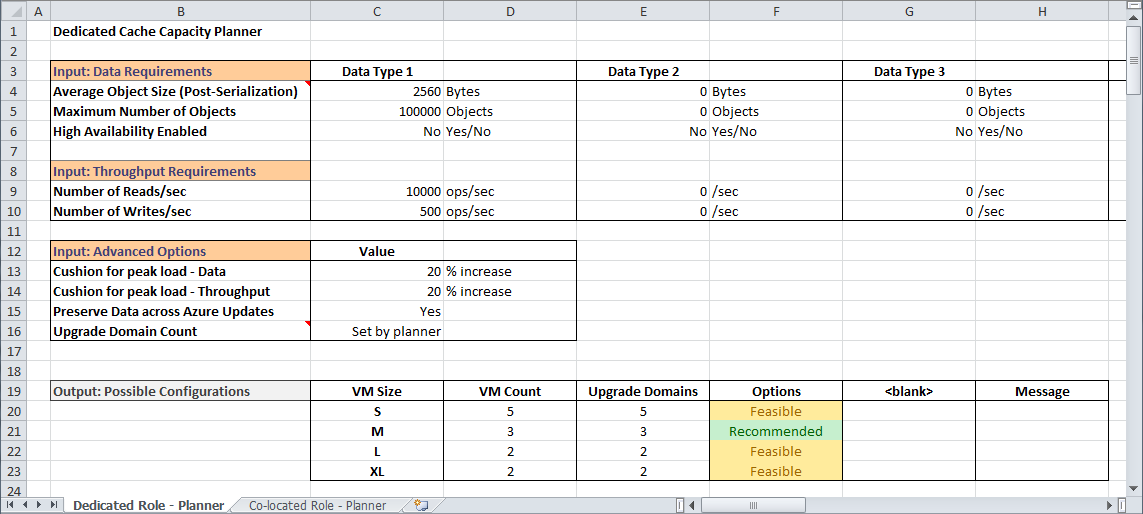 A B C D E F G H
1 Dedicated Cache Capacity Planner
2
3 Input: Data Requirements Data Type 1 Data Type 2 Data Type 3
4 Average Object Size (Post-Serialization) 2560 Bytes 0 Bytes 0 Bytes
5 Maximum Number of Objects 100000 Objects 0 Objects 0 Objects
6 High Availability Enabled No Yes/No No Yes/No No Yes/No
7
8 Input: Throughput Requirements
9 Number of Reads/sec 10000 ops/sec 0 /sec 0 /sec
10 Number of Writes/sec 500 ops/sec 0 /sec 0 /sec
11
12 Input: Advanced Options Value
13 Cushion for peak load - Data 20 % increase
14 Cushion for peak load - Throughput 20 % increase
15 Preserve Data across Azure Updates Yes
16 Upgrade Domain Count Set by planner
17
18
19 Output: Possible Configurations VM Size VM Count Upgrade Domains Options <blank> Message
20 S 5 5 Feasible
21 M 3 3 Recommended
22 L 2 2 Feasible
23 XL 2 2 Feasible
24
Dedicated Role - Planner Co-located Role - Planner